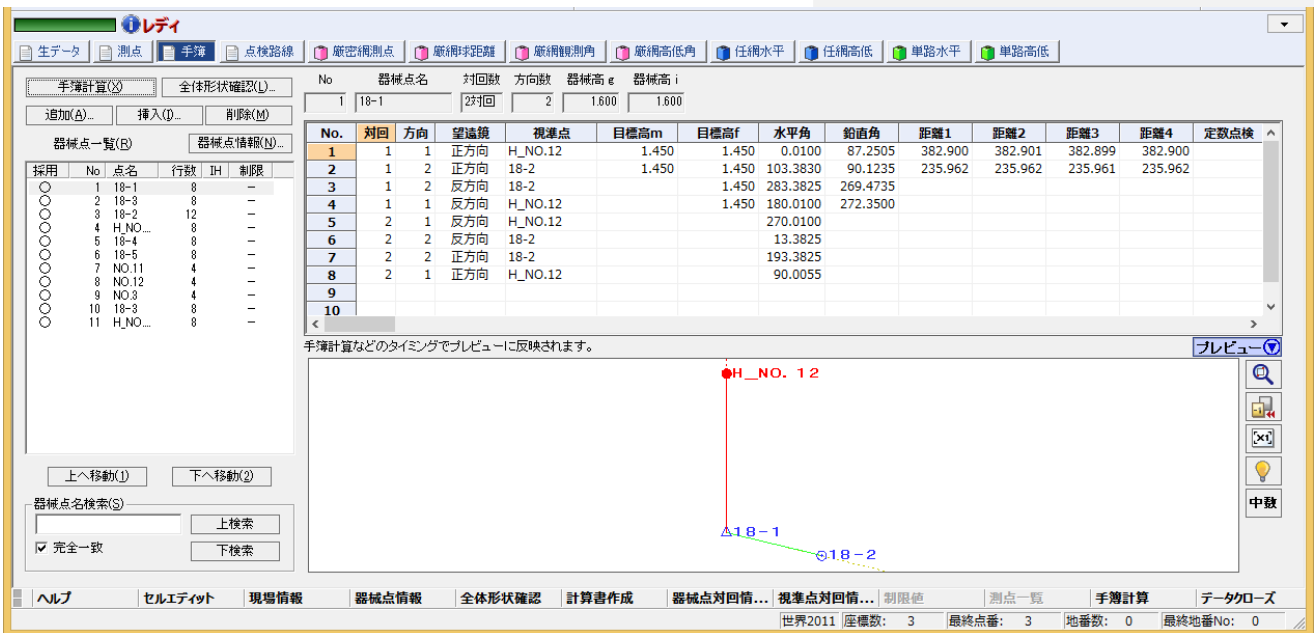 レディ
生データ 測点 手簿 点検路線 厳密網測点 厳網球距離 厳網観測角 厳網高低角 任網水平 任網高低 単路水平 単路高低
手簿計算(X) 全体形状確認(L)...
追加(A)... 挿入(I)... 削除(M)
器械点一覧(R) 器械点情報(N)...
採用 No 点名 行数 IH 制限
○ 1 18-1 8 －
○ 2 18-3 8 －
○ 3 18-2 12 －
○ 4 H_NO.... 8 －
○ 5 18-4 8 －
○ 6 18-5 8 －
○ 7 NO.11 4 －
○ 8 NO.12 4 －
○ 9 NO.3 4 －
○ 10 18-3 8 －
○ 11 H_NO.... 8 －
上へ移動(1) 下へ移動(2)
器械点名検索(S)
上検索
完全一致 下検索
No 器械点名 対回数 方向数 器械高g 器械高i
1 18-1 2対回 2 1.600 1.600
No. 対回 方向 望遠鏡 視準点 目標高m 目標高f 水平角 鉛直角 距離1 距離2 距離3 距離4 定数点検
1 1 1 正方向 H_NO.12 1.450 1.450 0.0100 87.2505 382.900 382.901 382.899 382.900
2 1 2 正方向 18-2 1.450 1.450 103.3830 90.1235 235.962 235.962 235.961 235.962
3 1 2 反方向 18-2 1.450 283.3825 269.4735
4 1 1 反方向 H_NO.12 1.450 180.0100 272.3500
5 2 1 反方向 H_NO.12 270.0100
6 2 2 反方向 18-2 13.3825
7 2 2 正方向 18-2 193.3825
8 2 1 正方向 H_NO.12 90.0055
9
10
手簿計算などのタイミングでプレビューに反映されます。 プレビュー
H_NO. 12
18-1
18-2
[x1]
中数
ヘルプ セルエディット 現場情報 器械点情報 全体形状確認 計算書作成 器械点対回情... 視準点対回情... 制限値 測点一覧 手簿計算 データクローズ
世界2011 座標数: 3 最終点番: 3 地番数: 0 最終地番No: 0